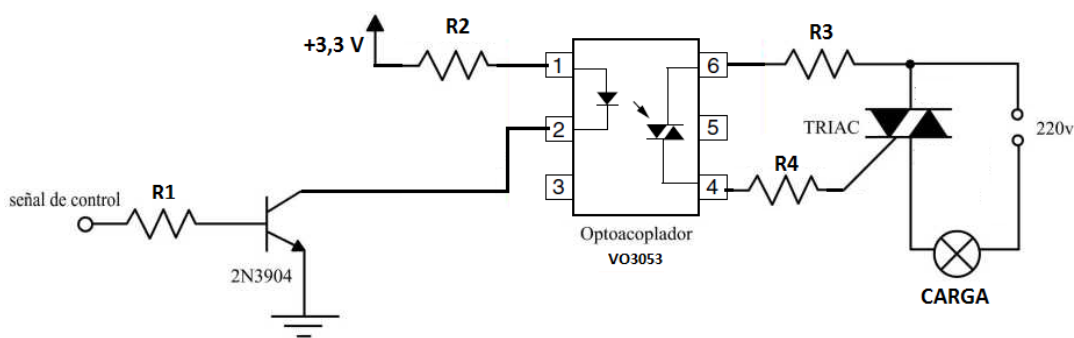 R2
+3,3 V
R3
1
6
2
5
TRIAC
220v
R1
3
R4
4
señal de control
Optoacoplador
VO3053
2N3904
CARGA